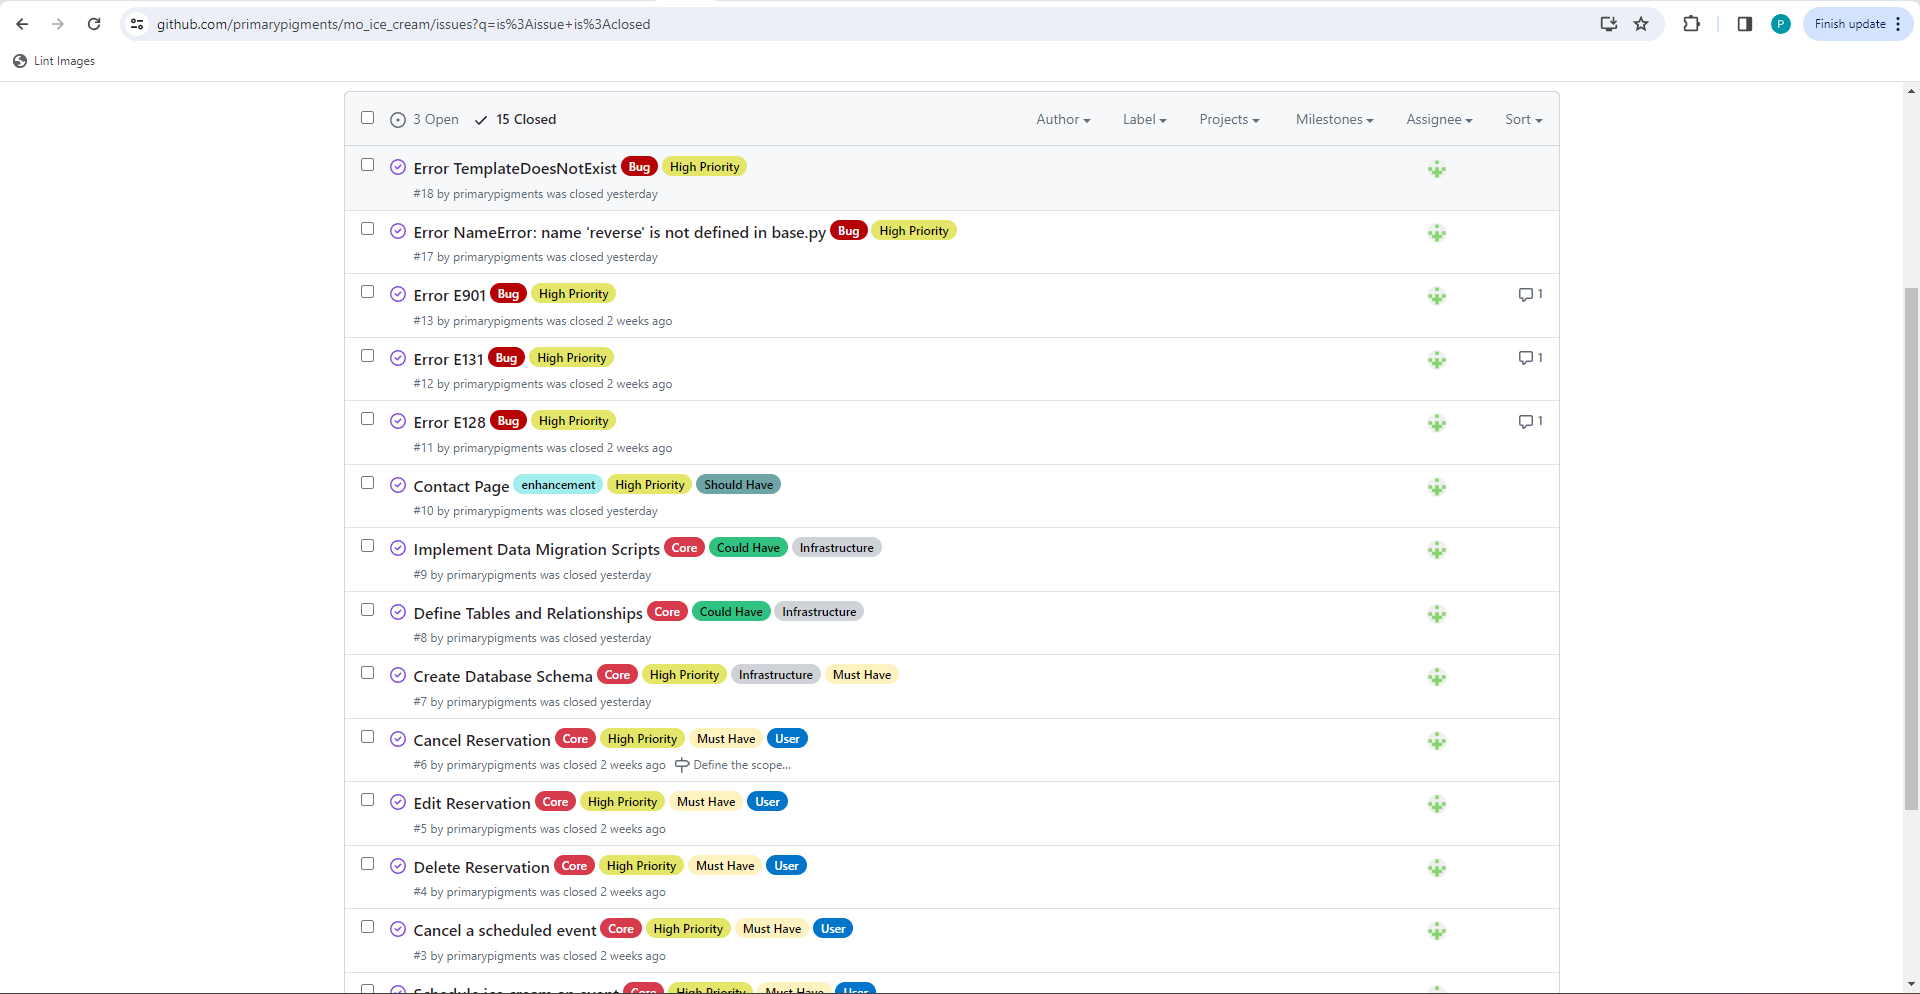 github.com/primarypigments/mo_ice_cream/issues?q=is%3Aissue+is%3Aclosed
P
Finish update
Lint Images
3 Open 15 Closed Author Label Projects Milestones Assignee Sort
Error TemplateDoesNotExist Bug High Priority
#18 by primarypigments was closed yesterday
Error NameError: name 'reverse' is not defined in base.py Bug High Priority
#17 by primarypigments was closed yesterday
Error E901 Bug High Priority 1
#13 by primarypigments was closed 2 weeks ago
Error E131 Bug High Priority 1
#12 by primarypigments was closed 2 weeks ago
Error E128 Bug High Priority 1
#11 by primarypigments was closed 2 weeks ago
Contact Page enhancement High Priority Should Have
#10 by primarypigments was closed yesterday
Implement Data Migration Scripts Core Could Have Infrastructure
#9 by primarypigments was closed yesterday
Define Tables and Relationships Core Could Have Infrastructure
#8 by primarypigments was closed yesterday
Create Database Schema Core High Priority Infrastructure Must Have
#7 by primarypigments was closed yesterday
Cancel Reservation Core High Priority Must Have User
#6 by primarypigments was closed 2 weeks ago Define the scope...
Edit Reservation Core High Priority Must Have User
#5 by primarypigments was closed 2 weeks ago
Delete Reservation Core High Priority Must Have User
#4 by primarypigments was closed 2 weeks ago
Cancel a scheduled event Core High Priority Must Have User
#3 by primarypigments was closed 2 weeks ago
Schedule ice cream an event Core High Priority Must Have User